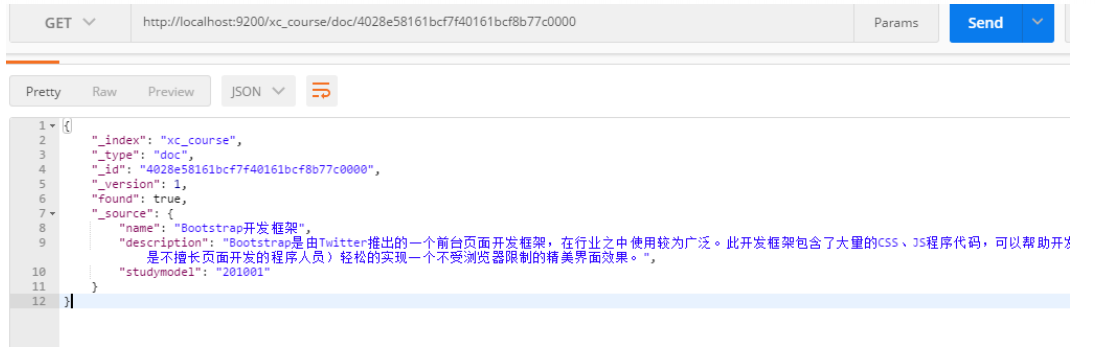 GET http://localhost:9200/xc_course/doc/4028e58161bcf7f40161bcf8b77c0000 Params Send
Pretty Raw Preview JSON
1 {
2 "_index": "xc_course",
3 "_type": "doc",
4 "_id": "4028e58161bcf7f40161bcf8b77c0000",
5 "_version": 1,
6 "found": true,
7 "_source": {
8 "name": "Bootstrap开发框架",
9 "description": "Bootstrap是由Twitter推出的一个前台页面开发框架，在行业之中使用较为广泛。此开发框架包含了大量的CSS、JS程序代码，可以帮助开发
是不擅长页面开发的程序人员）轻松的实现一个不受浏览器限制的精美界面效果。",
10 "studymodel": "201001"
11 }
12 }